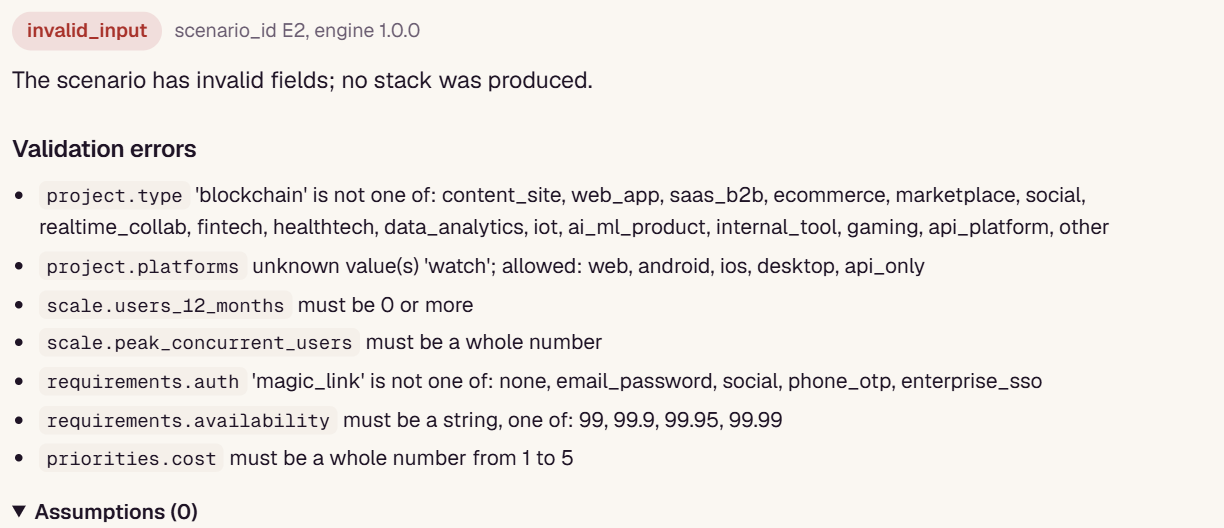 invalid_input scenario_id E2, engine 1.0.0
The scenario has invalid fields; no stack was produced.
Validation errors
• project.type 'blockchain' is not one of: content_site, web_app, saas_b2b, ecommerce, marketplace, social,
realtime_collab, fintech, healthtech, data_analytics, iot, ai_ml_product, internal_tool, gaming, api_platform, other
• project.platforms unknown value(s) 'watch'; allowed: web, android, ios, desktop, api_only
• scale.users_12_months must be 0 or more
• scale.peak_concurrent_users must be a whole number
• requirements.auth 'magic_link' is not one of: none, email_password, social, phone_otp, enterprise_sso
• requirements.availability must be a string, one of: 99, 99.9, 99.95, 99.99
• priorities.cost must be a whole number from 1 to 5
▼ Assumptions (0)